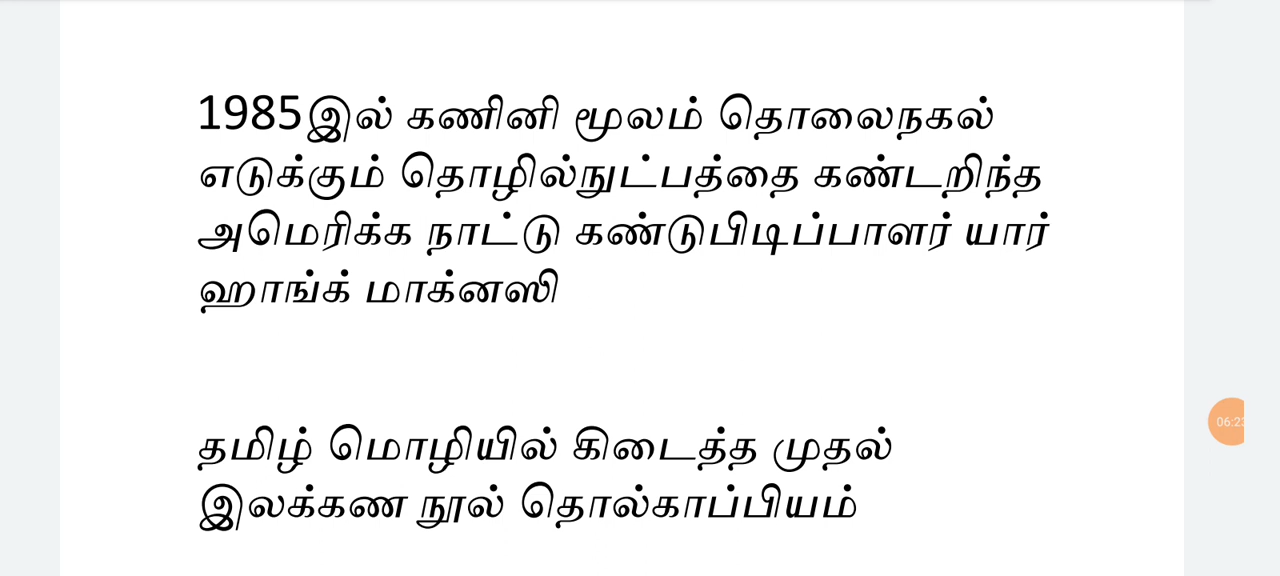 1985இல் கணினி மூலம் தொலைநகல்
எடுக்கும் தொழில்நுட்பத்தை கண்டறிந்த
அமெரிக்க நாட்டு கண்டுபிடிப்பாளர் யார்
ஹாங்க் மாக்னஸி
தமிழ் மொழியில் கிடைத்த முதல்
இலக்கண நூல் தொல்காப்பியம்